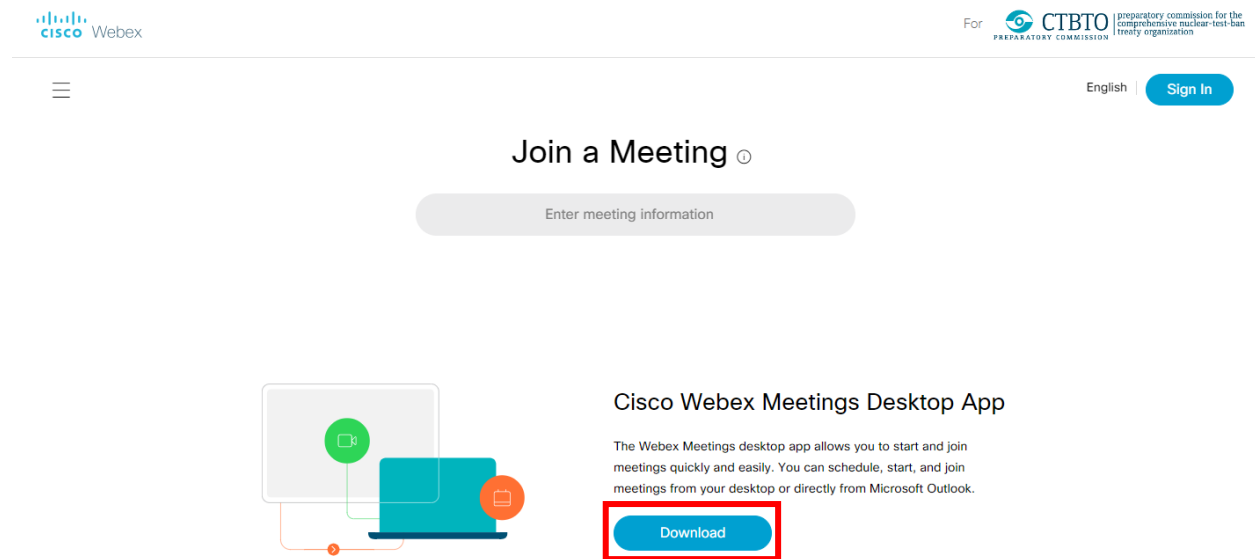 CISCO Webex
For CTBTO preparatory commission for the
comprehensive nuclear-test-ban
treaty organization
PREPARATORY COMMISSION
English Sign In
Join a Meeting
Enter meeting information
Cisco Webex Meetings Desktop App
The Webex Meetings desktop app allows you to start and join
meetings quickly and easily. You can schedule, start, and join
meetings from your desktop or directly from Microsoft Outlook.
Download